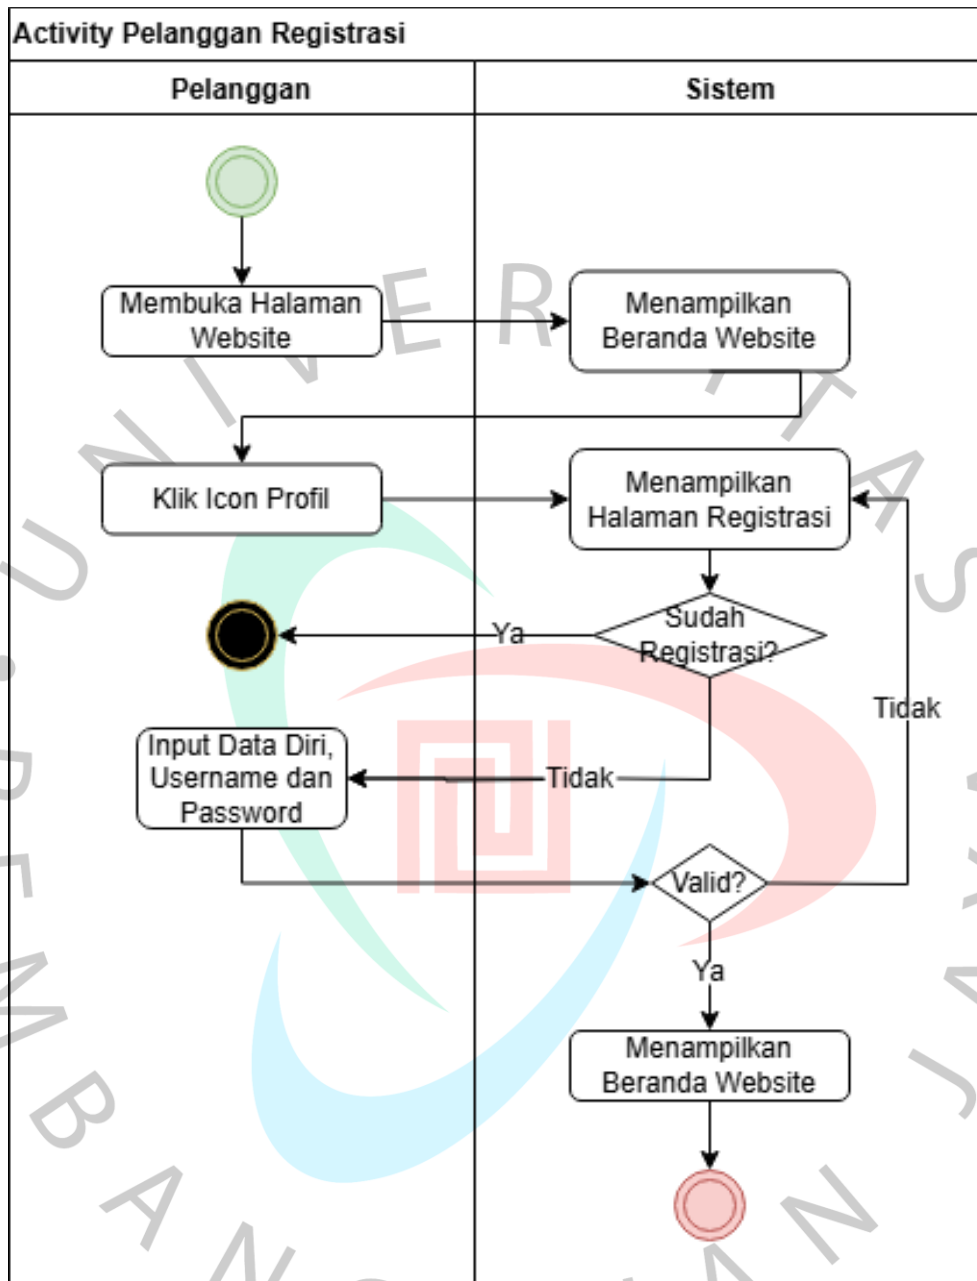 Activity Pelanggan Registrasi
Pelanggan
Sistem
Membuka Halaman
Website
Menampilkan
Beranda Website
Klik Icon Profil
Menampilkan
Halaman Registrasi
Sudah
Registrasi?
Ya
Tidak
Input Data Diri,
Username dan
Password
Tidak
Valid?
Ya
Menampilkan
Beranda Website